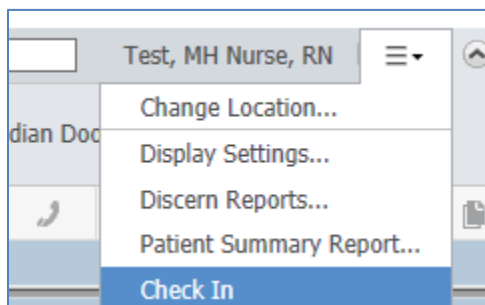 Test, MH Nurse, RN
Change Location...
dian Doc
Display Settings...
Discern Reports...
Patient Summary Report...
Check In